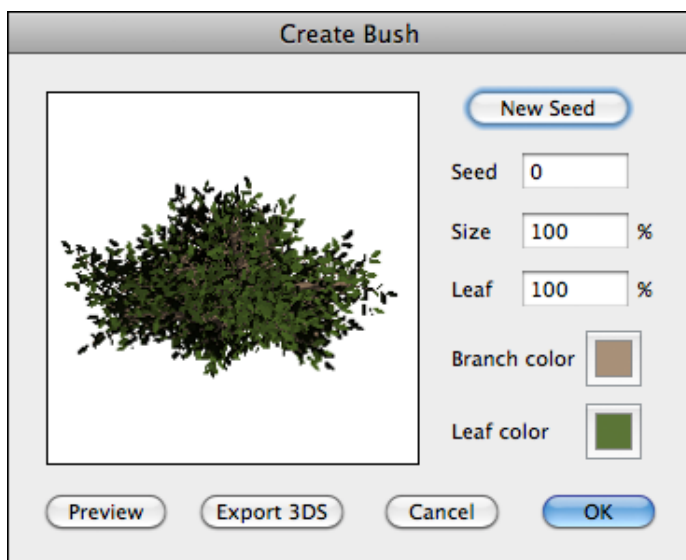 Create Bush
New Seed
Seed 0
Size 100 %
Leaf 100 %
Branch color
Leaf color
Preview Export 3DS Cancel OK